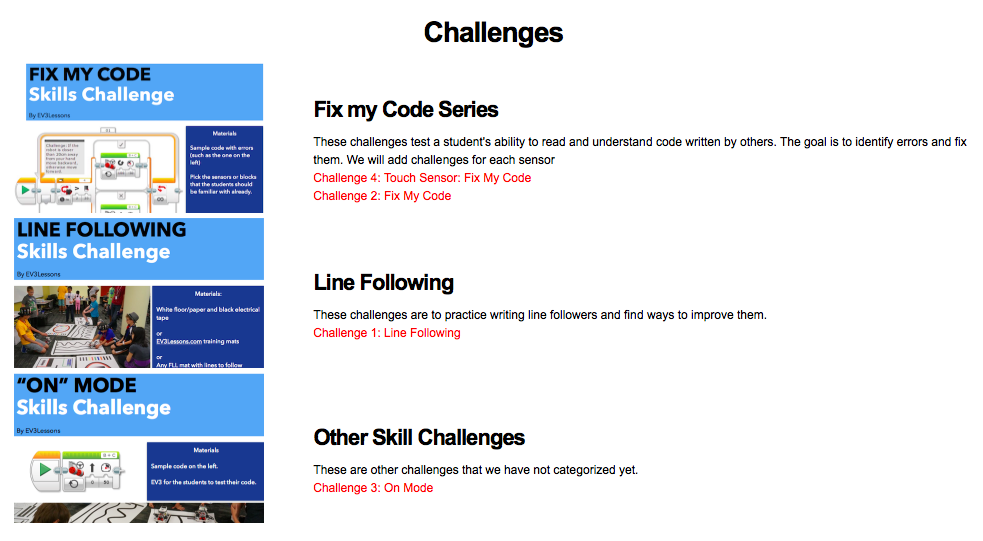 Challenges
FIX MY CODE
Skills Challenge
By EV3Lessons
Materials
Sample code with errors
(such as the one on the
left)
Pick the sensors or blocks
that the students should
be familiar with already.
Fix my Code Series
These challenges test a student's ability to read and understand code written by others. The goal is to identify errors and fix
them. We will add challenges for each sensor
Challenge 4: Touch Sensor: Fix My Code
Challenge 2: Fix My Code
LINE FOLLOWING
Skills Challenge
By EV3Lessons
Materials:
White floor/paper and black electrical
tape
or
EV3Lessons.com training mats
or
Any FLL mat with lines to follow
Line Following
These challenges are to practice writing line followers and find ways to improve them.
Challenge 1: Line Following
“ON” MODE
Skills Challenge
By EV3Lessons
B + C
0 50
Materials
Sample code on the left.
EV3 for the students to test their code.
Other Skill Challenges
These are other challenges that we have not categorized yet.
Challenge 3: On Mode